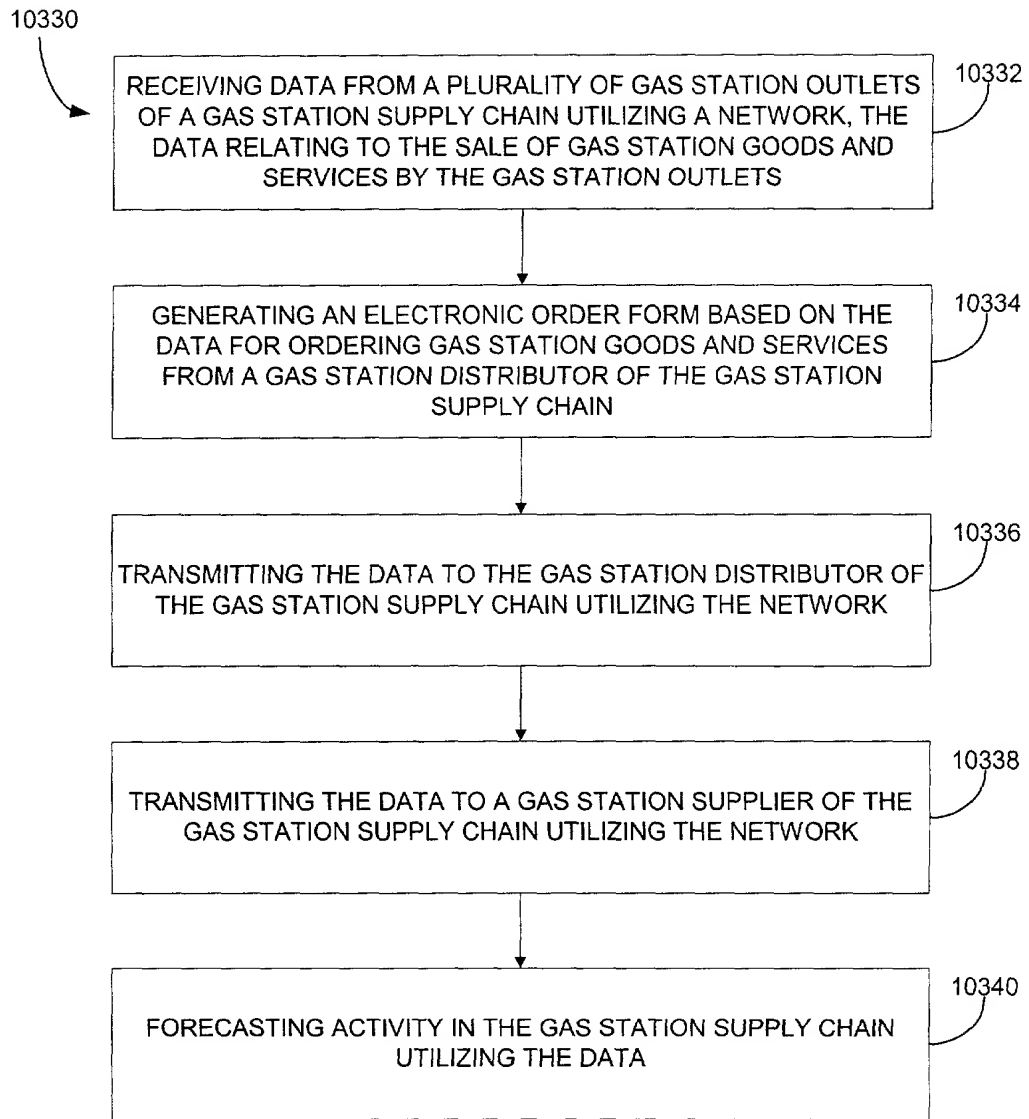 10330
RECEIVING DATA FROM A PLURALITY OF GAS STATION OUTLETS
OF A GAS STATION SUPPLY CHAIN UTILIZING A NETWORK, THE
DATA RELATING TO THE SALE OF GAS STATION GOODS AND
SERVICES BY THE GAS STATION OUTLETS
10332
GENERATING AN ELECTRONIC ORDER FORM BASED ON THE
DATA FOR ORDERING GAS STATION GOODS AND SERVICES
FROM A GAS STATION DISTRIBUTOR OF THE GAS STATION
SUPPLY CHAIN
10334
TRANSMITTING THE DATA TO THE GAS STATION DISTRIBUTOR OF
THE GAS STATION SUPPLY CHAIN UTILIZING THE NETWORK
10336
TRANSMITTING THE DATA TO A GAS STATION SUPPLIER OF THE
GAS STATION SUPPLY CHAIN UTILIZING THE NETWORK
10338
FORECASTING ACTIVITY IN THE GAS STATION SUPPLY CHAIN
UTILIZING THE DATA
10340